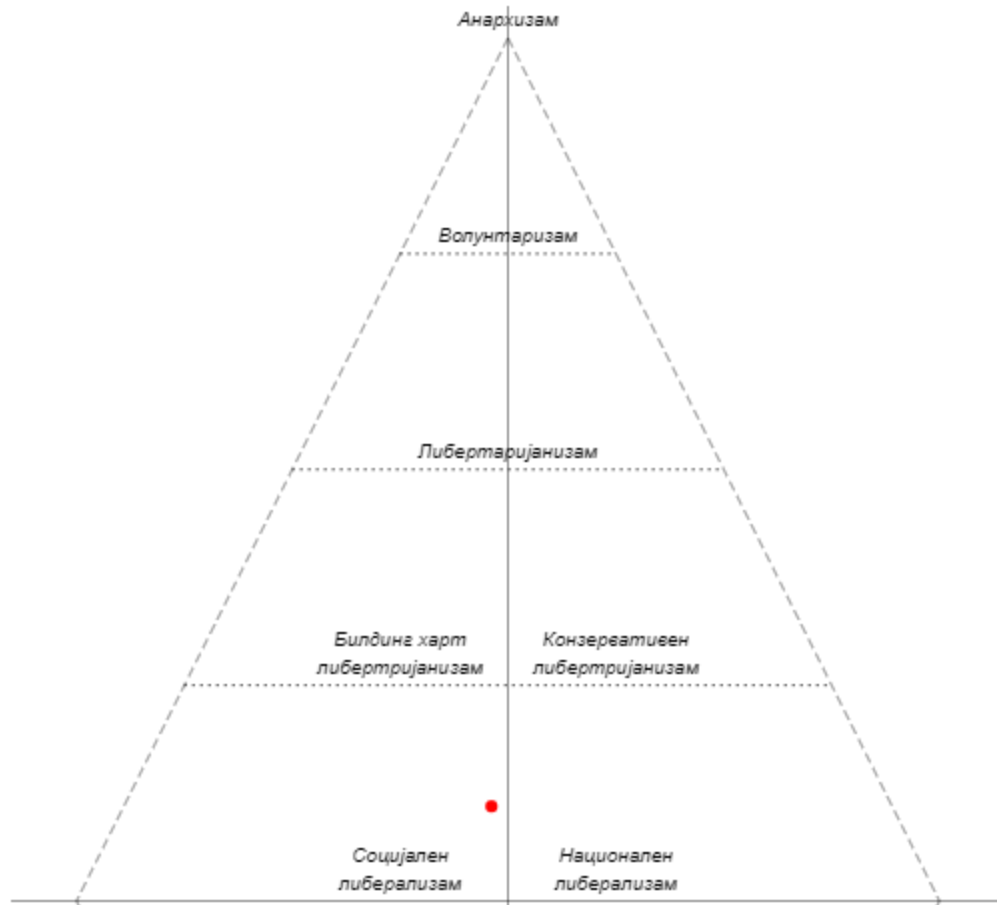 Анархизам
Волунтаризам
Либертаријанизам
Билдинг харт
либертријанизам
Конзервативен
либертријанизам
Социјален
либерализам
Национален
либерализам